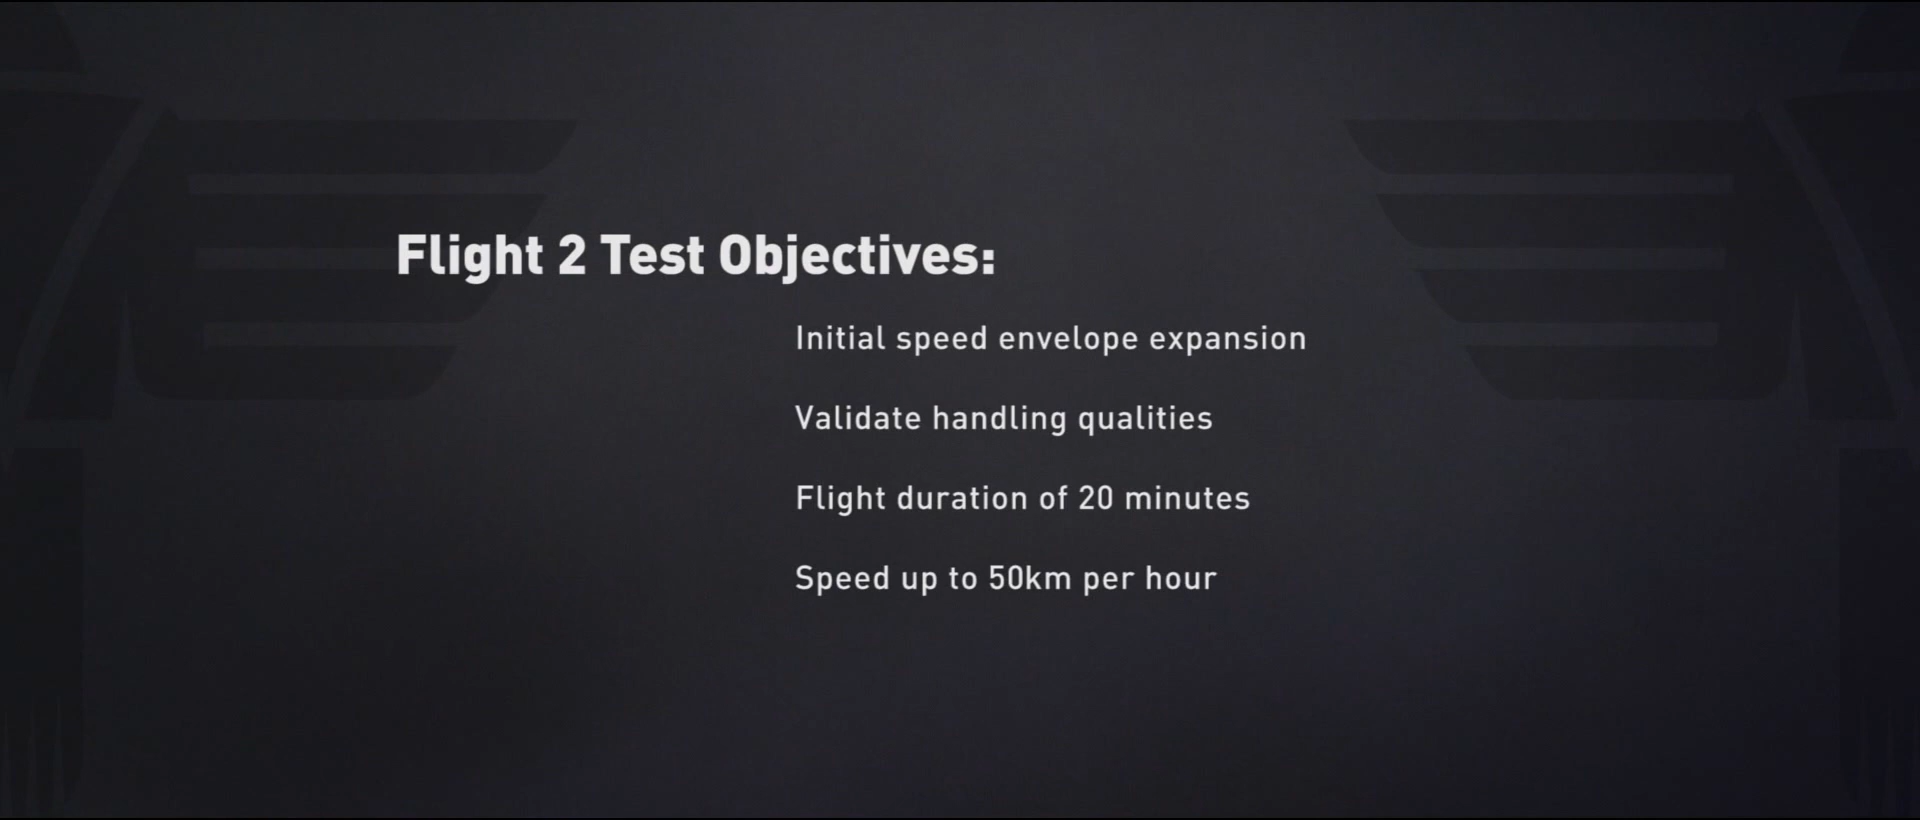 Flight 2 Test Objectives:
Initial speed envelope expansion
Validate handling qualities
Flight duration of 20 minutes
Speed up to 50km per hour